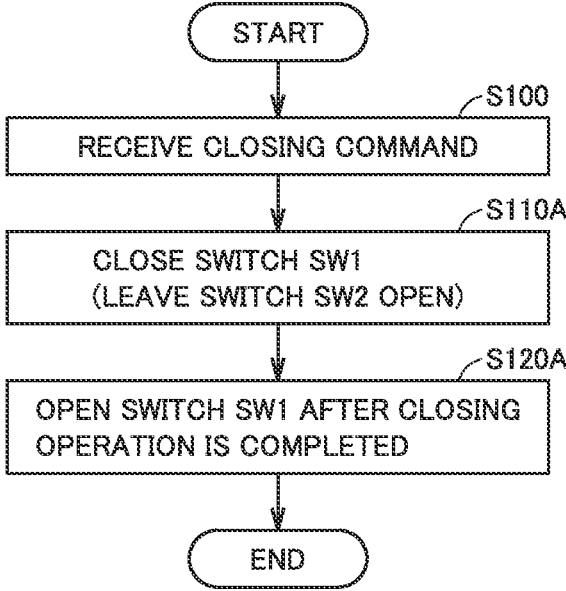 START
S100
RECEIVE CLOSING COMMAND
S110A
CLOSE SWITCH SW1
(LEAVE SWITCH SW2 OPEN)
S120A
OPEN SWITCH SW1 AFTER CLOSING
OPERATION IS COMPLETED
END